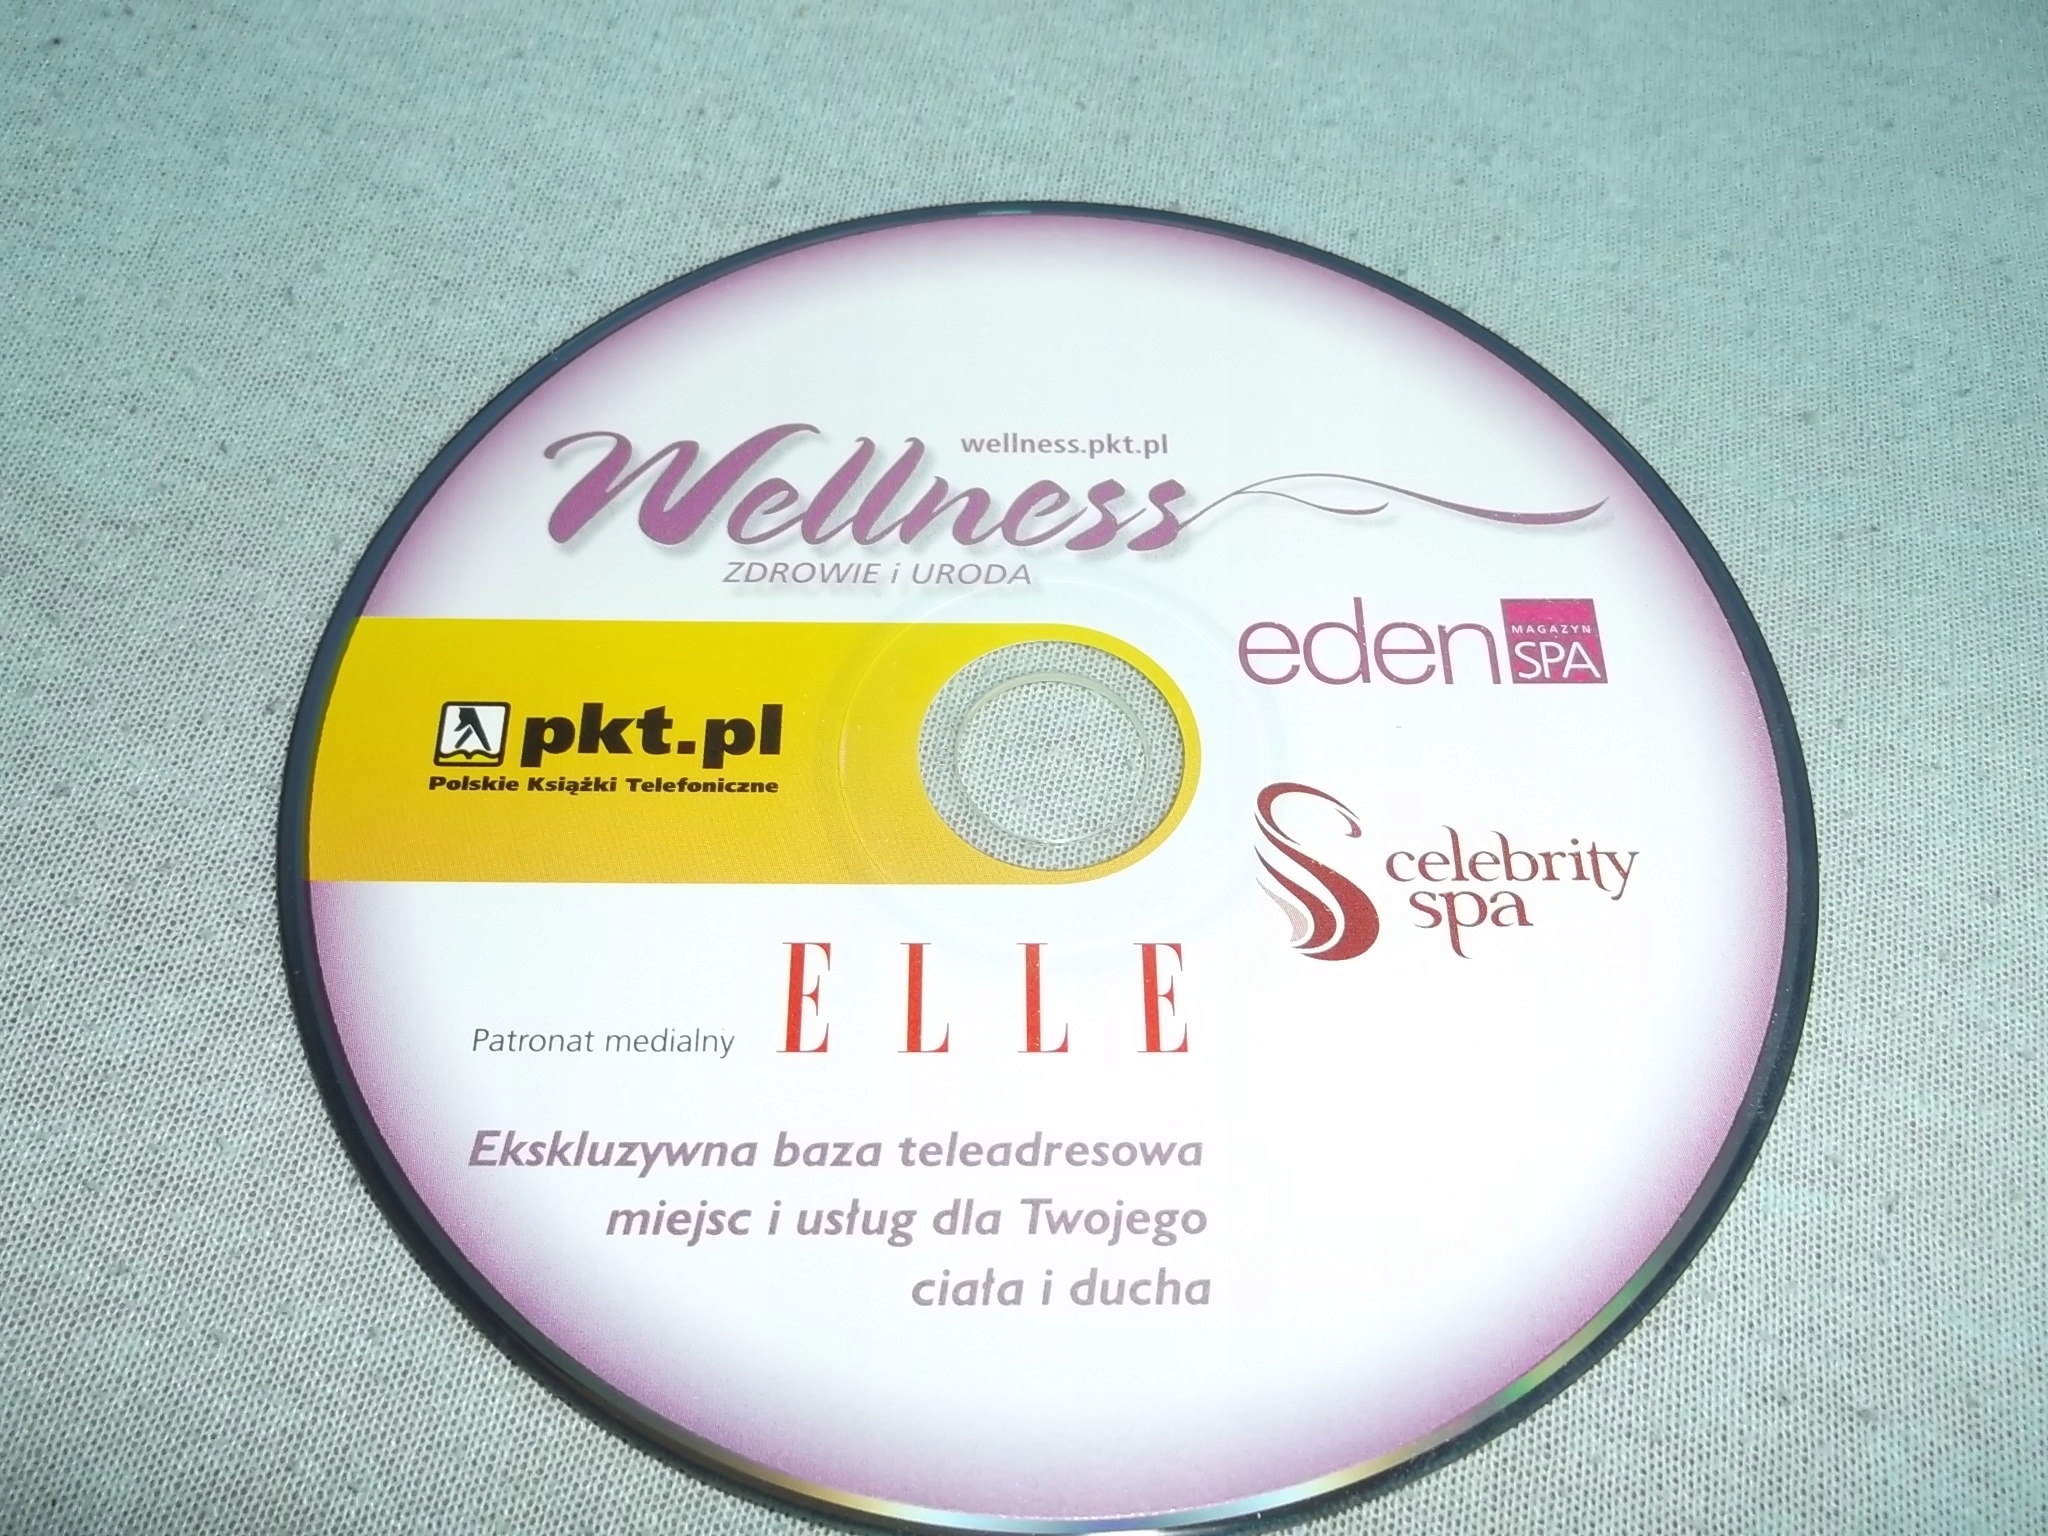 wellness.pkt.pl
Wellness
ZDROWIE i URODA
eden MAGAZYN SPA
pkt.pl
Polskie Książki Telefoniczne
celebrity
spa
Patronat medialny ELLE
Ekskluzywna baza teleadresowa
miejsc i usług dla Twojego
ciała i ducha